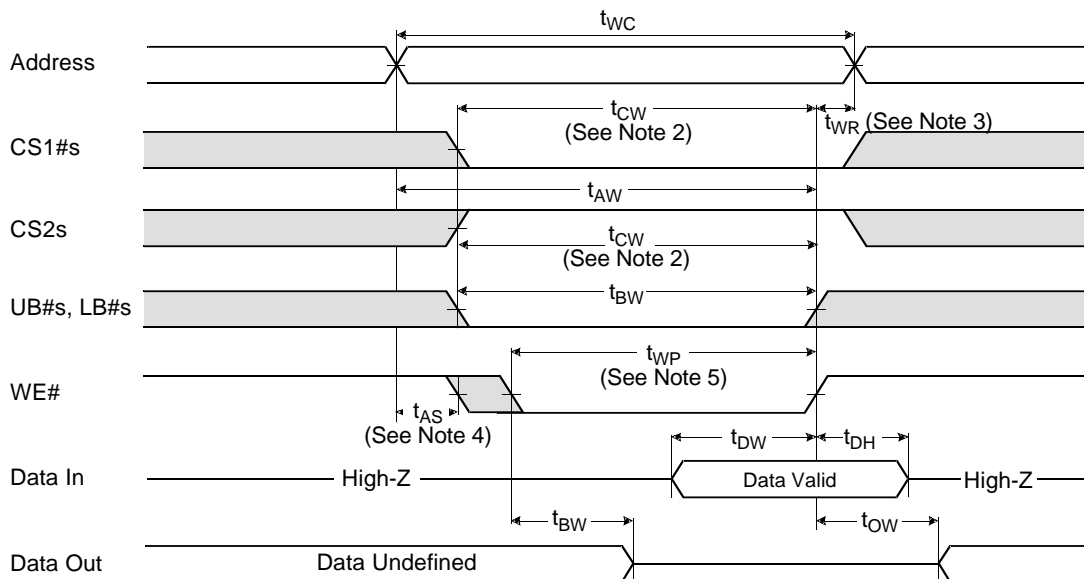 tWC
Address
tCW
(See Note 2)
tWR (See Note 3)
CS1#s
tAW
CS2s
tCW
(See Note 2)
UB#s, LB#s
tBW
tWP
(See Note 5)
WE#
tAS
(See Note 4)
tDW
tDH
Data In
High-Z
Data Valid
High-Z
tBW
tOW
Data Out
Data Undefined